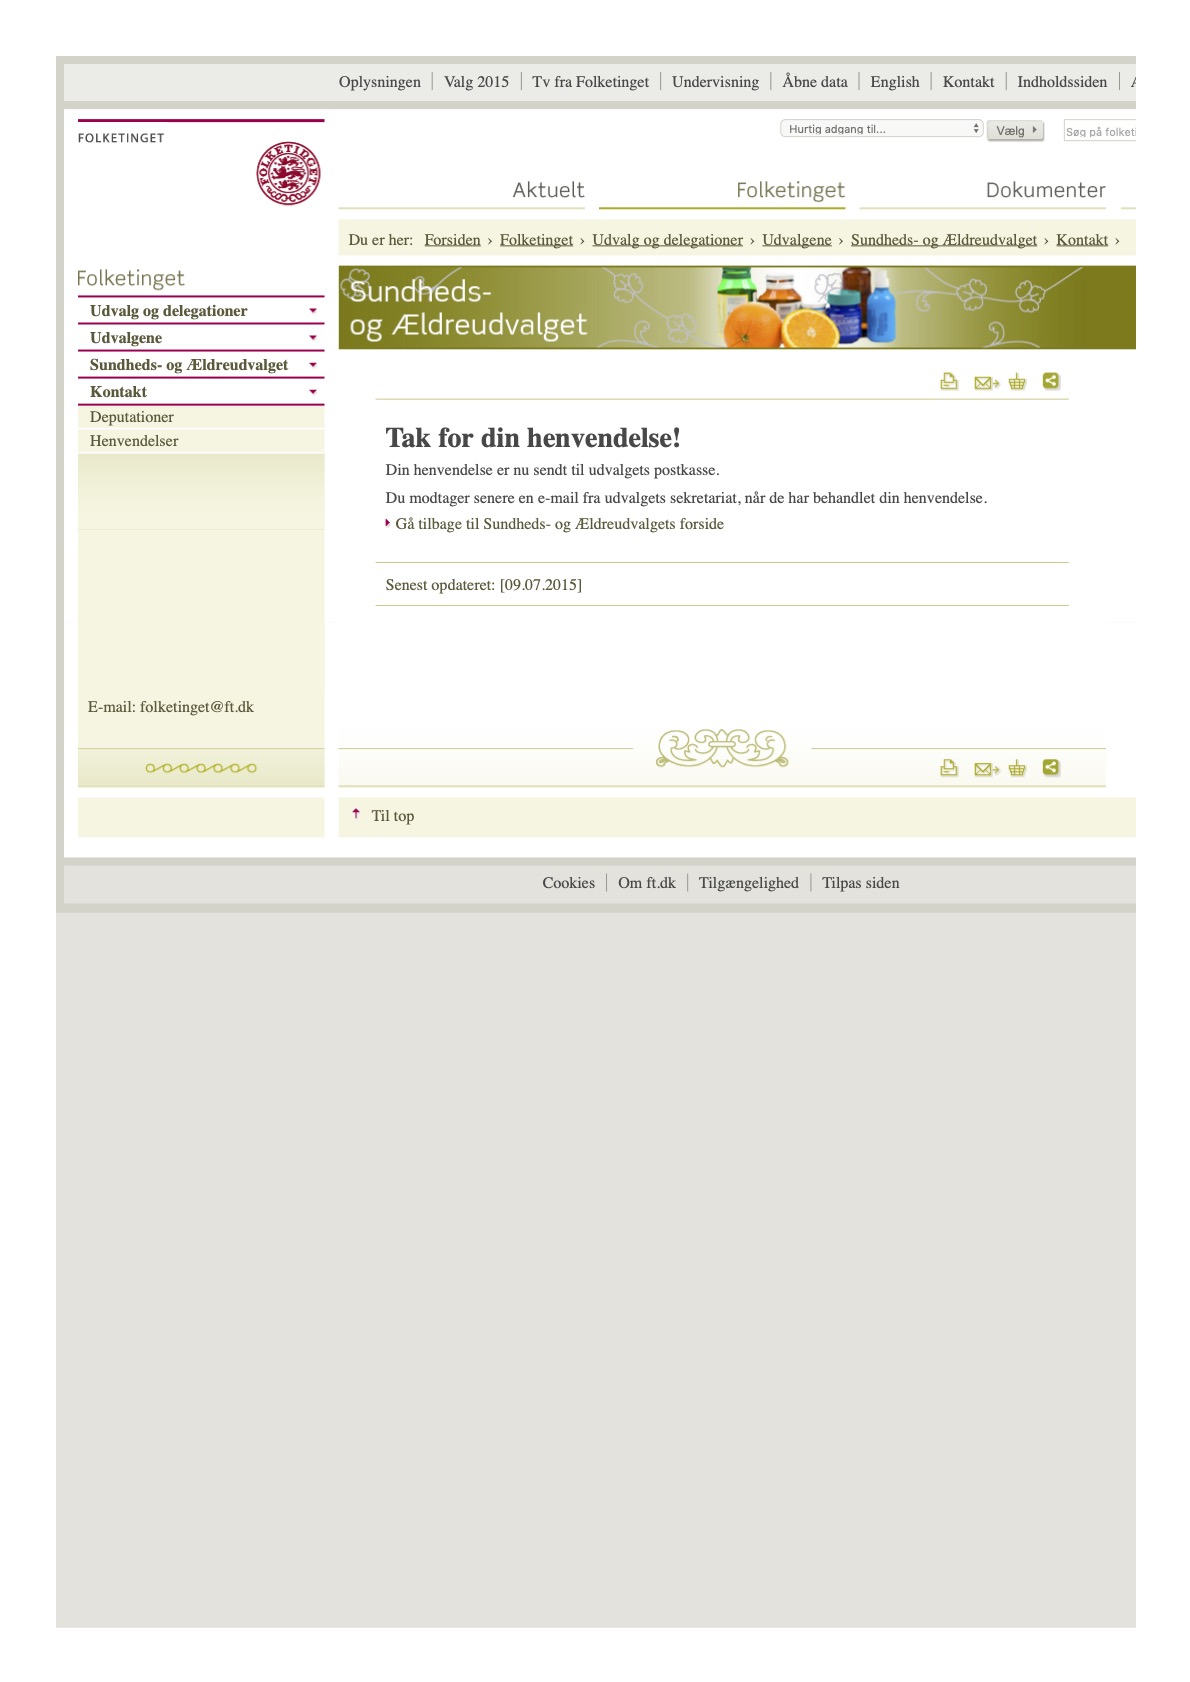 Oplysningen Valg 2015 Tv fra Folketinget Undervisning Åbne data English Kontakt Indholdssiden
FOLKETINGET
Hurtig adgang til... Vælg Søg på folketi
FOLKETINGET
Aktuelt Folketinget Dokumenter
Du er her: Forsiden › Folketinget › Udvalg og delegationer › Udvalgene › Sundheds- og Ældreudvalget › Kontakt ›
Folketinget
Udvalg og delegationer
Udvalgene
Sundheds- og Ældreudvalget
Kontakt
Deputationer
Henvendelser
Sundheds-
og Ældreudvalget
Tak for din henvendelse!
Din henvendelse er nu sendt til udvalgets postkasse.
Du modtager senere en e-mail fra udvalgets sekretariat, når de har behandlet din henvendelse.
Gå tilbage til Sundheds- og Ældreudvalgets forside
Senest opdateret: [09.07.2015]
E-mail: folketinget@ft.dk
Til top
Cookies Om ft.dk Tilgængelighed Tilpas siden